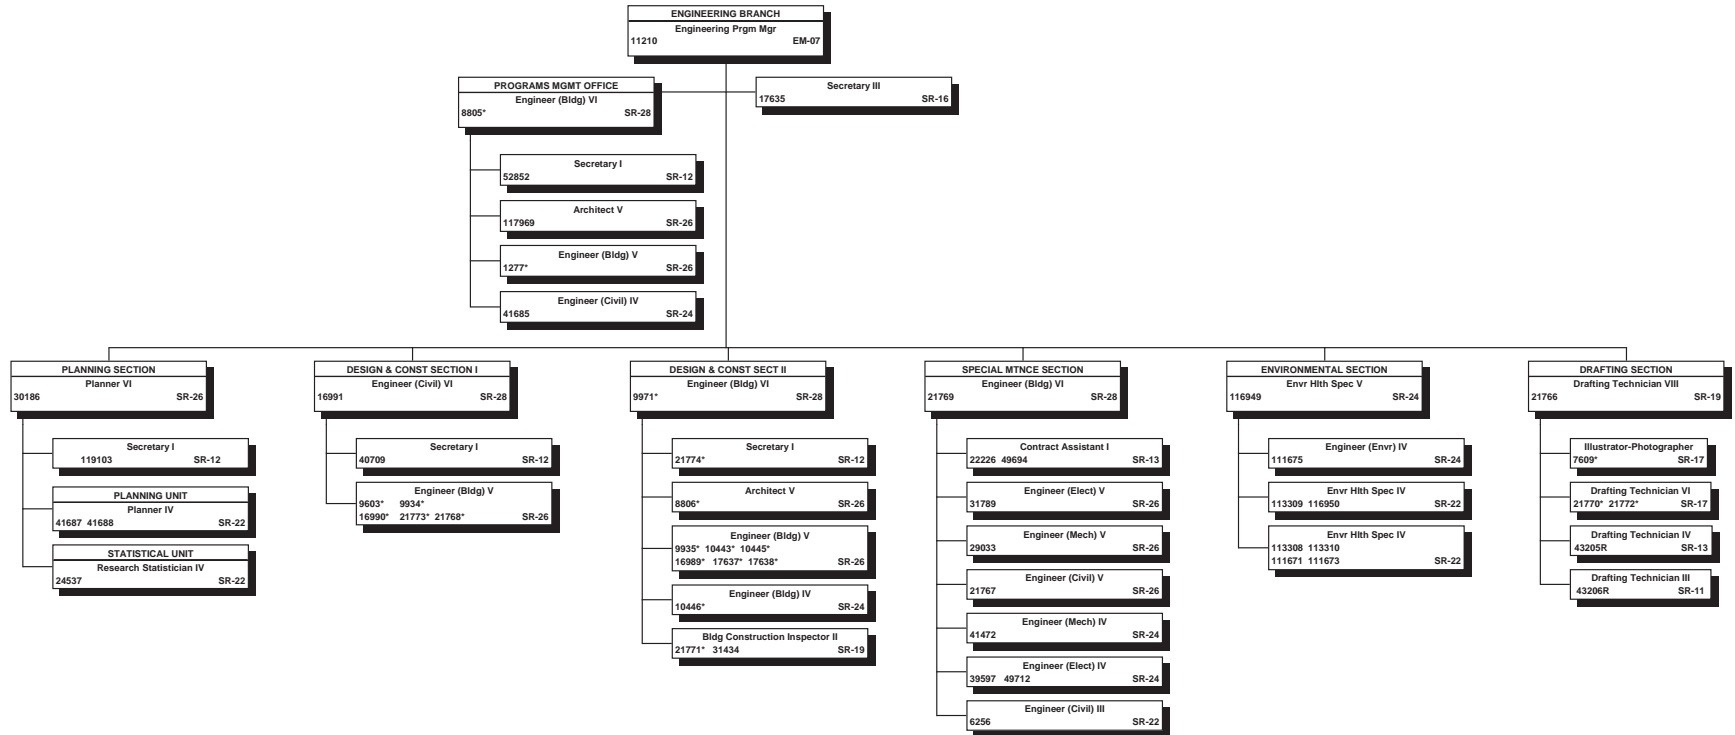 ENGINEERING BRANCH
Engineering Prgm Mgr
11210 EM-07
PROGRAMS MGMT OFFICE
Engineer (Bldg) VI
8805* SR-28
Secretary III
17635 SR-16
Secretary I
52852 SR-12
Architect V
117969 SR-26
Engineer (Bldg) V
1277* SR-26
Engineer (Civil) IV
41685 SR-24
PLANNING SECTION
Planner VI
30186 SR-26
Secretary I
119103 SR-12
PLANNING UNIT
Planner IV
41687 41688 SR-22
STATISTICAL UNIT
Research Statistician IV
24537 SR-22
DESIGN & CONST SECTION I
Engineer (Civil) VI
16991 SR-28
Secretary I
40709 SR-12
Engineer (Bldg) V
9603* 9934*
16990* 21773* 21768* SR-26
DESIGN & CONST SECT II
Engineer (Bldg) VI
9971* SR-28
Secretary I
21774* SR-12
Architect V
8806* SR-26
Engineer (Bldg) V
9935* 10443* 10445*
16989* 17637* 17638* SR-26
Engineer (Bldg) IV
10446* SR-24
Bldg Construction Inspector II
21771* 31434 SR-19
SPECIAL MTNCE SECTION
Engineer (Bldg) VI
21769 SR-28
Contract Assistant I
22226 49694 SR-13
Engineer (Elect) V
31789 SR-26
Engineer (Mech) V
29033 SR-26
Engineer (Civil) V
21767 SR-26
Engineer (Mech) IV
41472 SR-24
Engineer (Elect) IV
39597 49712 SR-24
Engineer (Civil) III
6256 SR-22
ENVIRONMENTAL SECTION
Envr Hlth Spec V
116949 SR-24
Engineer (Envr) IV
111675 SR-24
Envr Hlth Spec IV
113309 116950 SR-22
Envr Hlth Spec IV
113308 113310
111671 111673 SR-22
DRAFTING SECTION
Drafting Technician VIII
21766 SR-19
Illustrator-Photographer
7609* SR-17
Drafting Technician VI
21770* 21772* SR-17
Drafting Technician IV
43205R SR-13
Drafting Technician III
43206R SR-11